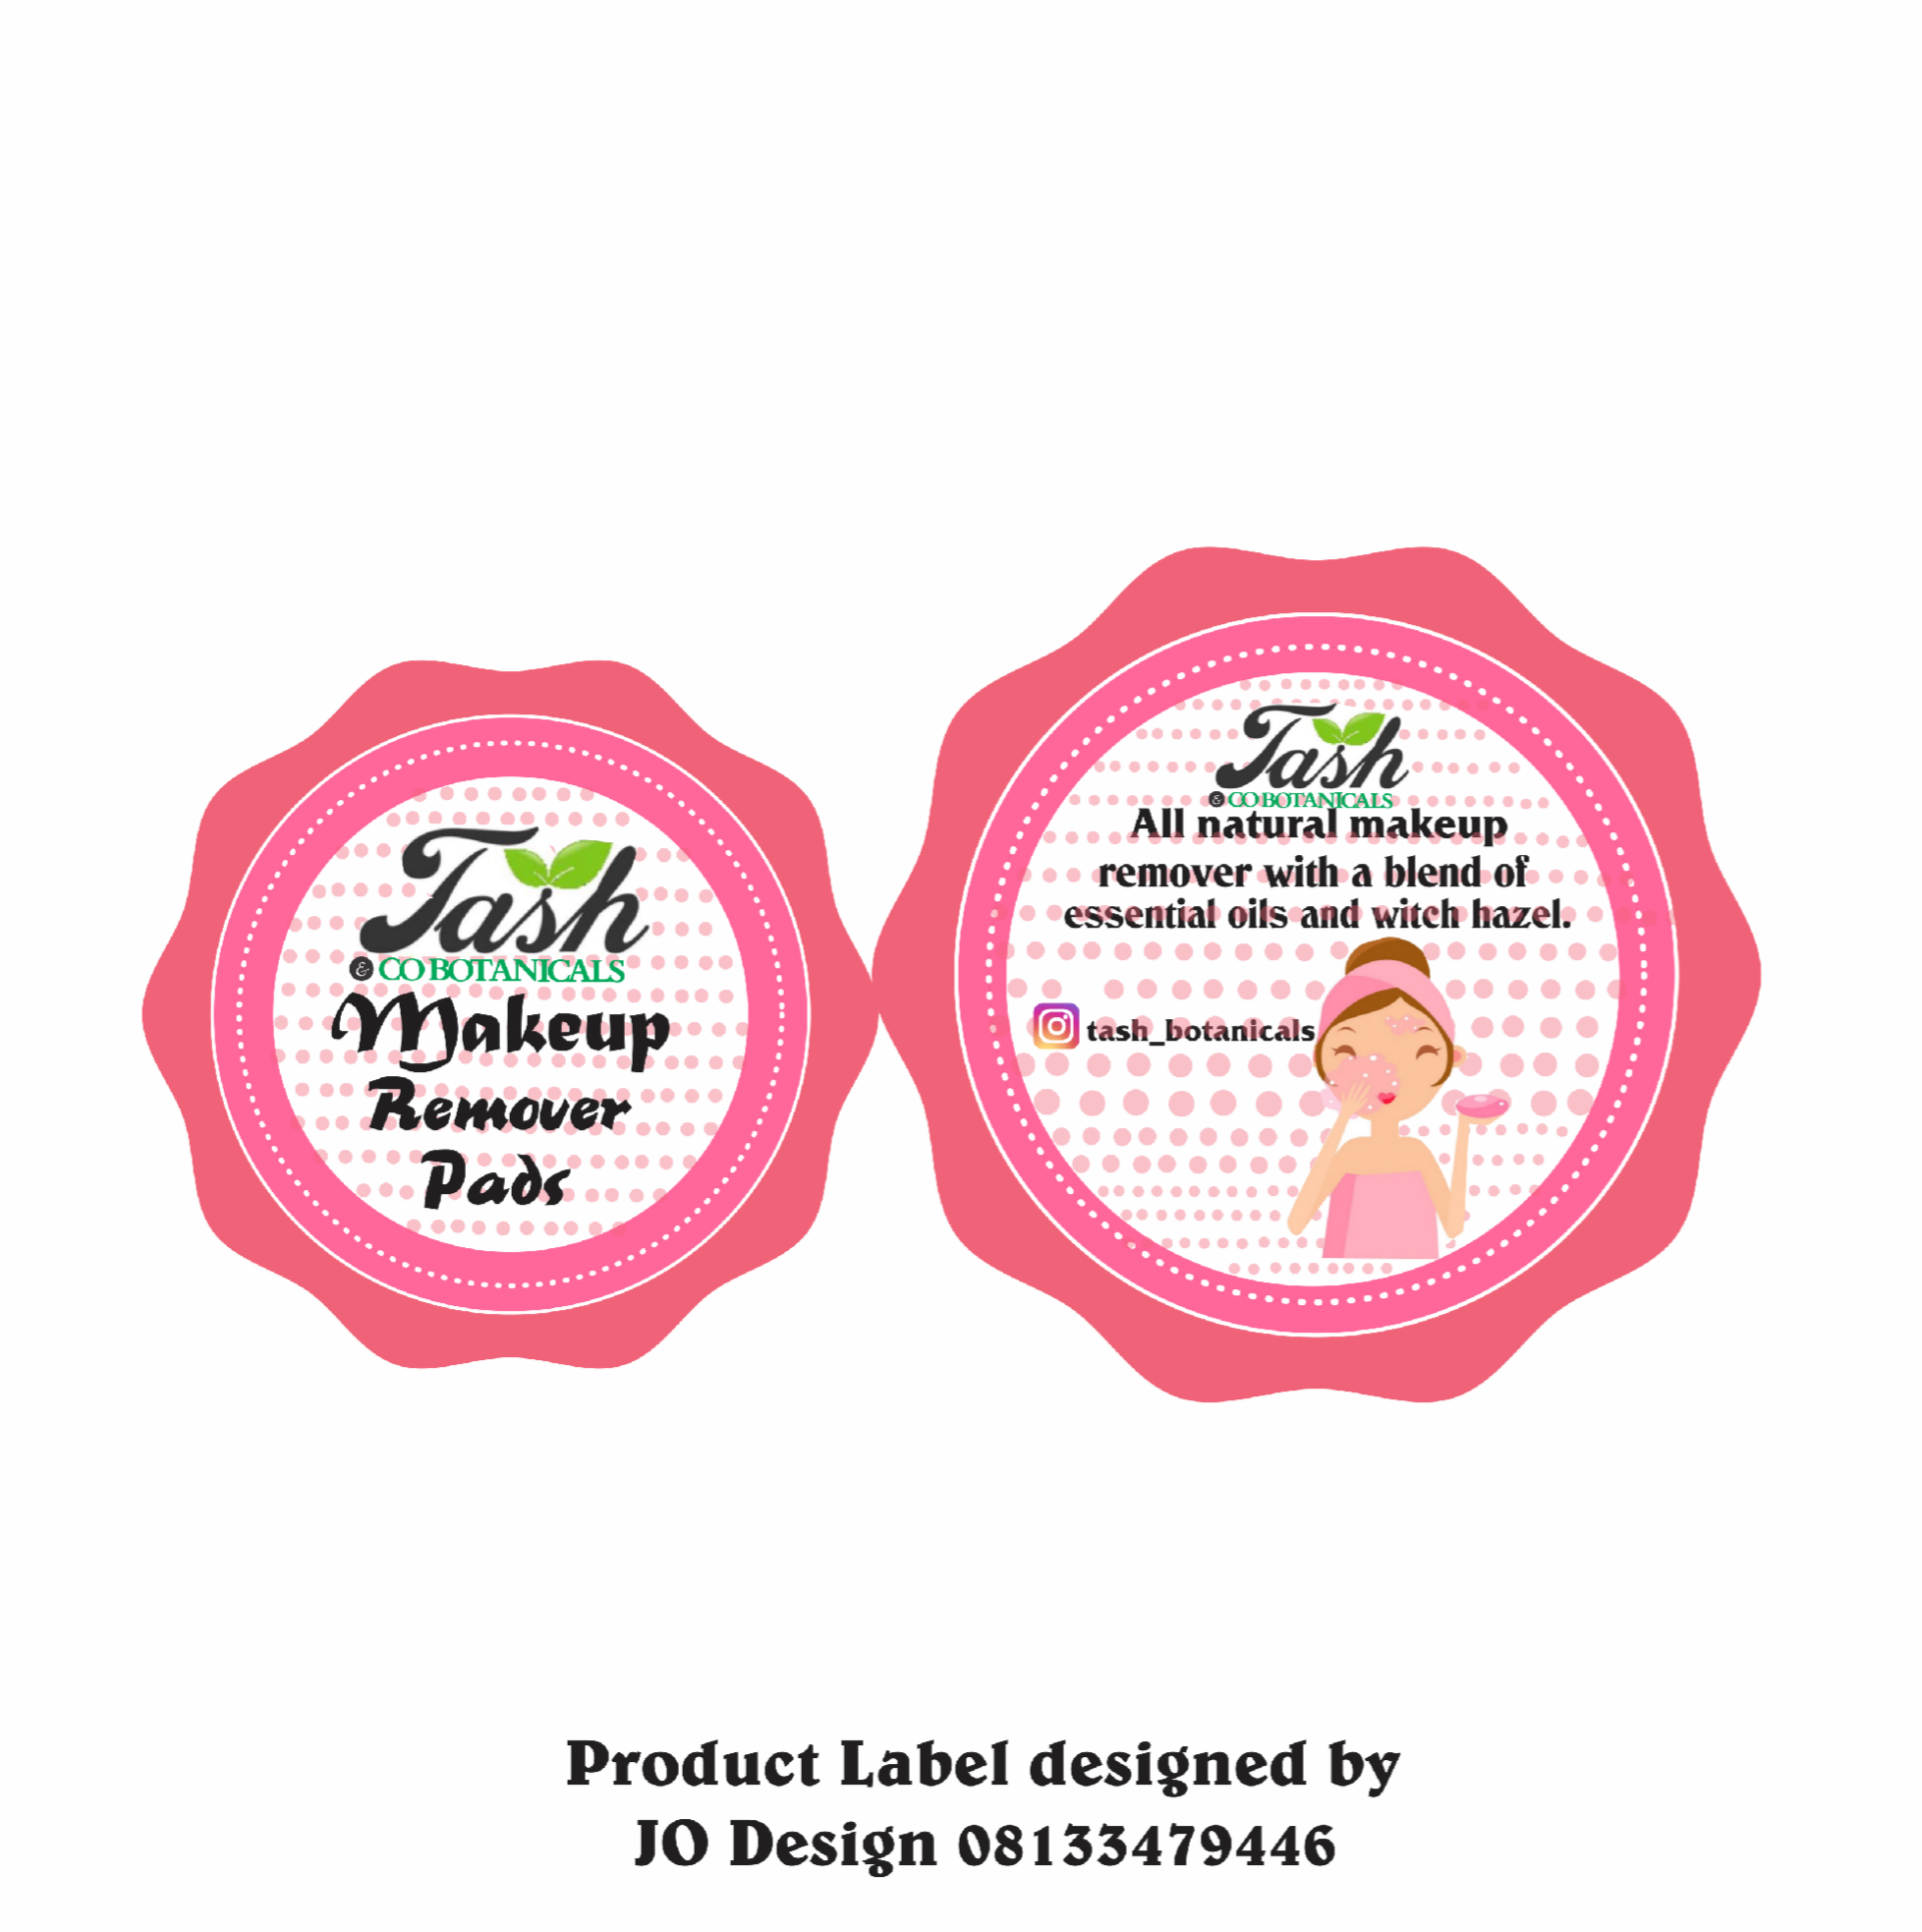 Tash
& CO BOTANICALS
Makeup
Remover
Pads
Tash
& CO BOTANICALS
All natural makeup
remover with a blend of
essential oils and witch hazel.
tash_botanicals
Product Label designed by
JO Design 08133479446